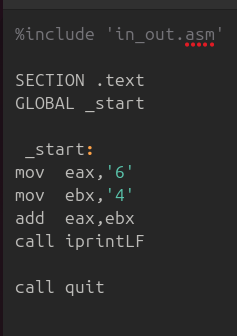 %include 'in_out.asm'
SECTION .text
GLOBAL _start
_start:
mov eax,'6'
mov ebx,'4'
add eax,ebx
call iprintLF
call quit